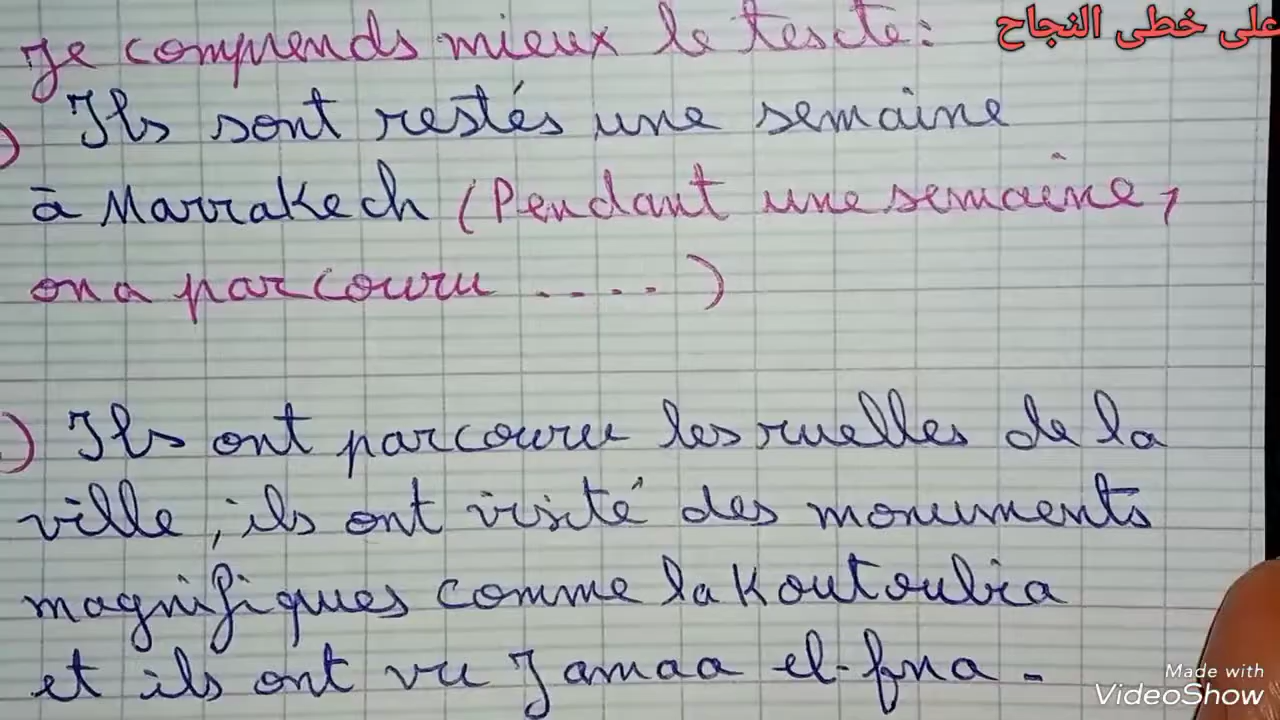 على خطى النجاح
Je comprends mieux le texte:
) Ils sont restés une semaine
à Marrakech (Pendant une semaine,
on a parcouru ....)
.) Ils ont parcouru les ruelles de la
ville, ils ont visité des monuments
magnifiques comme la Koutoubia
et ils ont vu Jamaa el-fna.
Made with
VideoShow